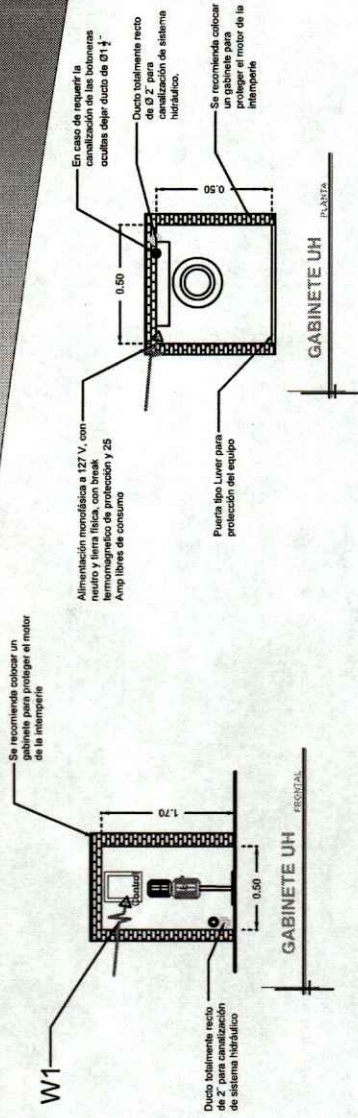 W1
Se recomienda colocar un
gabinete para proteger el motor
de la intemperie
1.70
Control
0.50
Ducto totalmente recto
de 2" para canalización
de sistema hidráulico
GABINETE UH
FRONTAL
Alimentación monofásica a 127 V, con
neutro y tierra física, con break
termomagnetico de protección y 25
Amp libres de consumo
En caso de requerir la
canalización de las botoneras
ocultas dejar ducto de Ø1 1/2"
Ducto totalmente recto
de Ø 2" para
canalización de sistema
hidráulico.
0.50
0.50
Se recomienda colocar
un gabinete para
proteger el motor de la
intemperie
Puerta tipo Luver para
protección del equipo
GABINETE UH
PLANTA